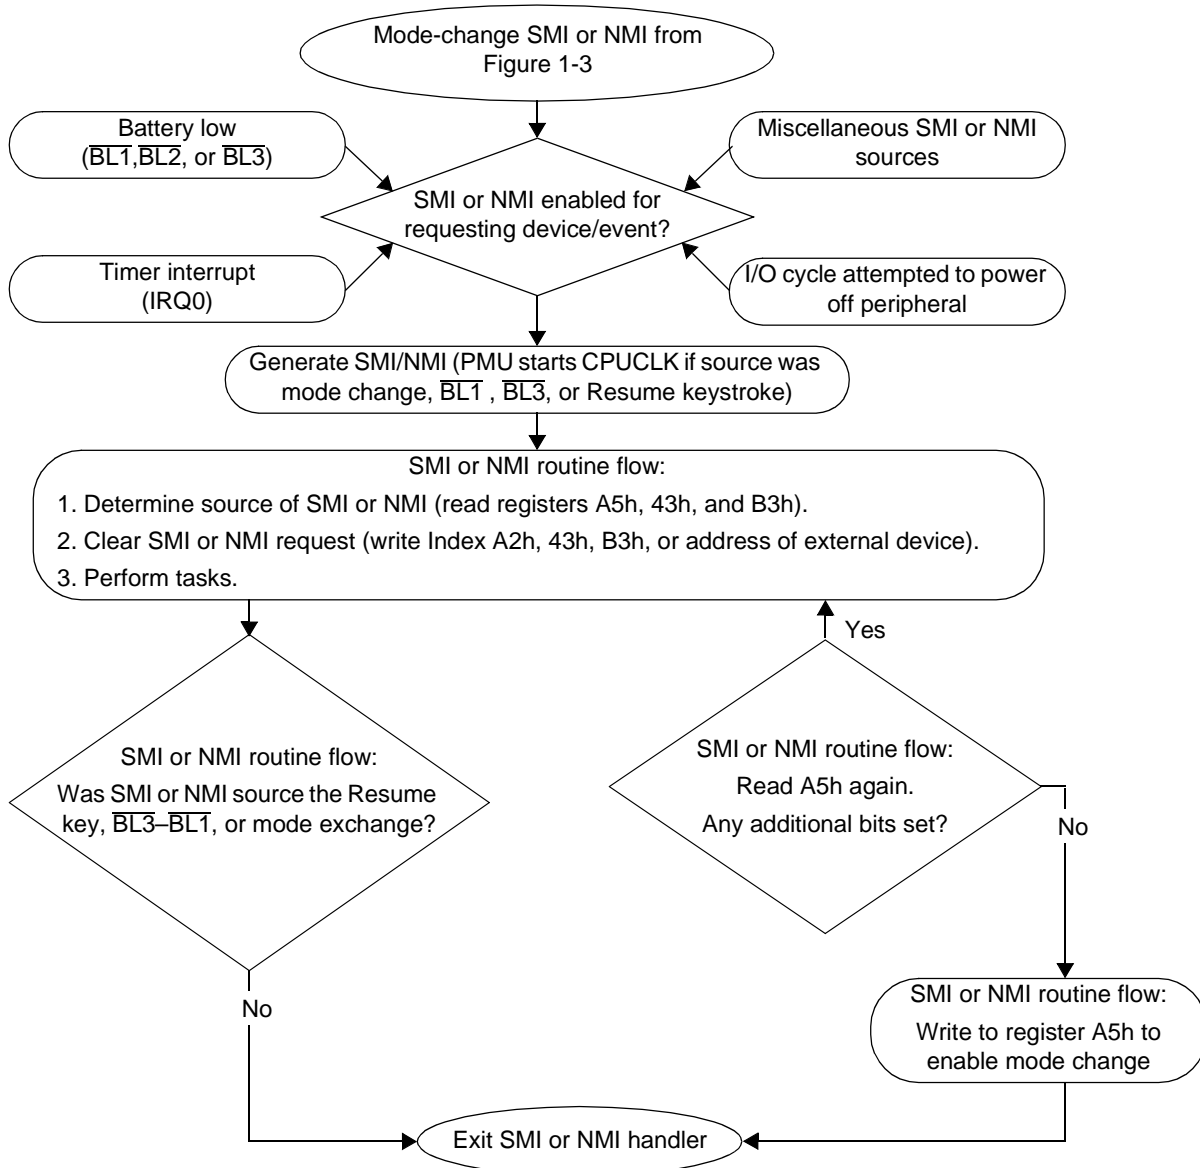 Mode-change SMI or NMI from
Figure 1-3
Battery low
(B̅L̅1̅,B̅L̅2̅, or B̅L̅3̅)
Miscellaneous SMI or NMI
sources
SMI or NMI enabled for
requesting device/event?
Timer interrupt
(IRQ0)
I/O cycle attempted to power
off peripheral
Generate SMI/NMI (PMU starts CPUCLK if source was
mode change, B̅L̅1̅ , B̅L̅3̅, or Resume keystroke)
SMI or NMI routine flow:
1. Determine source of SMI or NMI (read registers A5h, 43h, and B3h).
2. Clear SMI or NMI request (write Index A2h, 43h, B3h, or address of external device).
3. Perform tasks.
Yes
SMI or NMI routine flow:
Was SMI or NMI source the Resume
key, B̅L̅3̅–B̅L̅1̅, or mode exchange?
SMI or NMI routine flow:
Read A5h again.
Any additional bits set?
No
No
SMI or NMI routine flow:
Write to register A5h to
enable mode change
Exit SMI or NMI handler